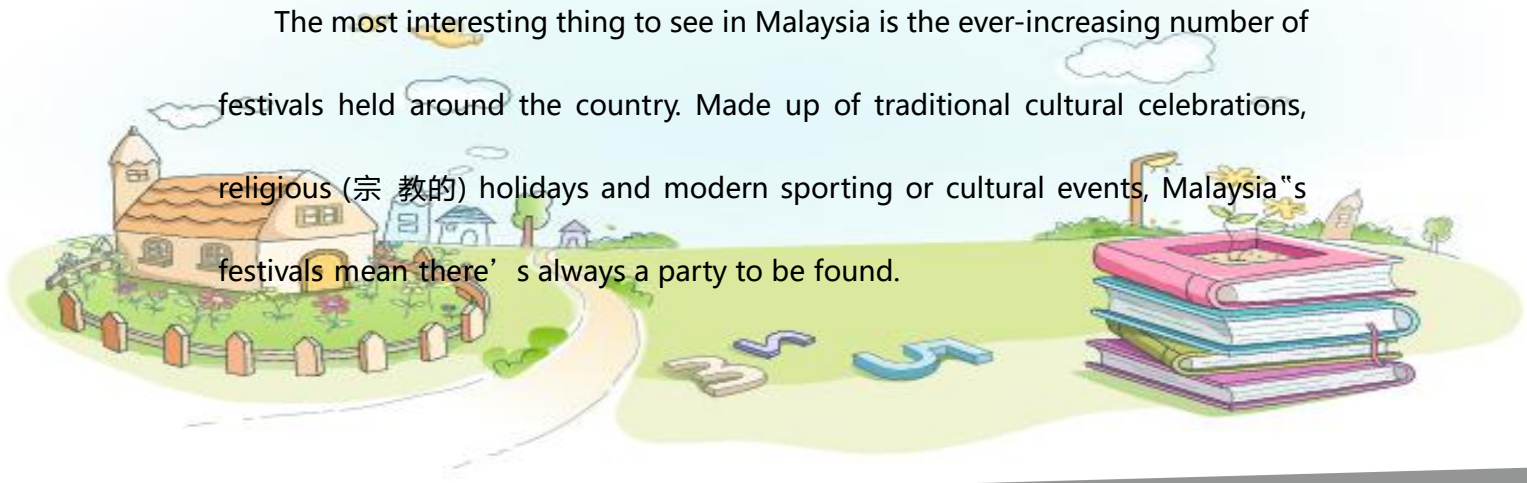 The most interesting thing to see in Malaysia is the ever-increasing number of
festivals held around the country. Made up of traditional cultural celebrations,
religious (宗 教的) holidays and modern sporting or cultural events, Malaysia‟s
festivals mean there’ s always a party to be found.